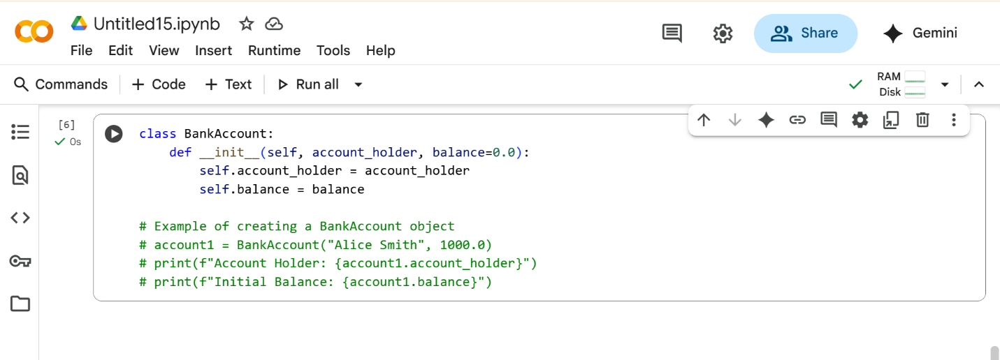 Untitled15.ipynb
File Edit View Insert Runtime Tools Help
Share
Gemini
Commands + Code + Text Run all
RAM
Disk
[6]
0s
class BankAccount:
    def __init__(self, account_holder, balance=0.0):
        self.account_holder = account_holder
        self.balance = balance
# Example of creating a BankAccount object
# account1 = BankAccount("Alice Smith", 1000.0)
# print(f"Account Holder: {account1.account_holder}")
# print(f"Initial Balance: {account1.balance}")